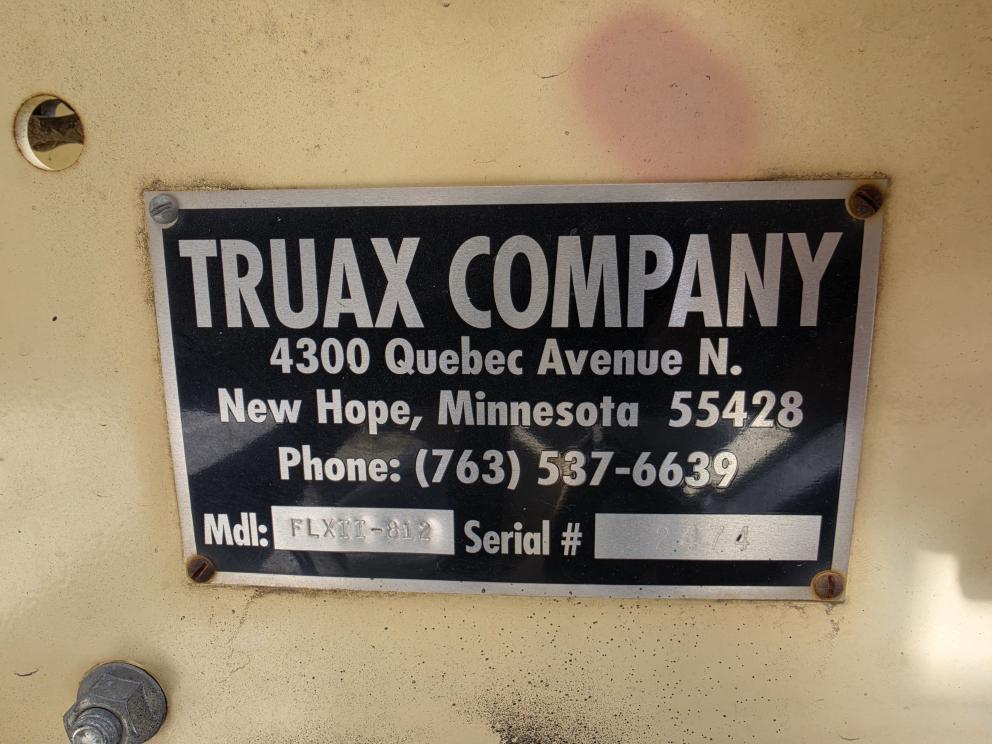 TRUAX COMPANY
4300 Quebec Avenue N.
New Hope, Minnesota 55428
Phone: (763) 537-6639
Mdl: FLXII-812 Serial #